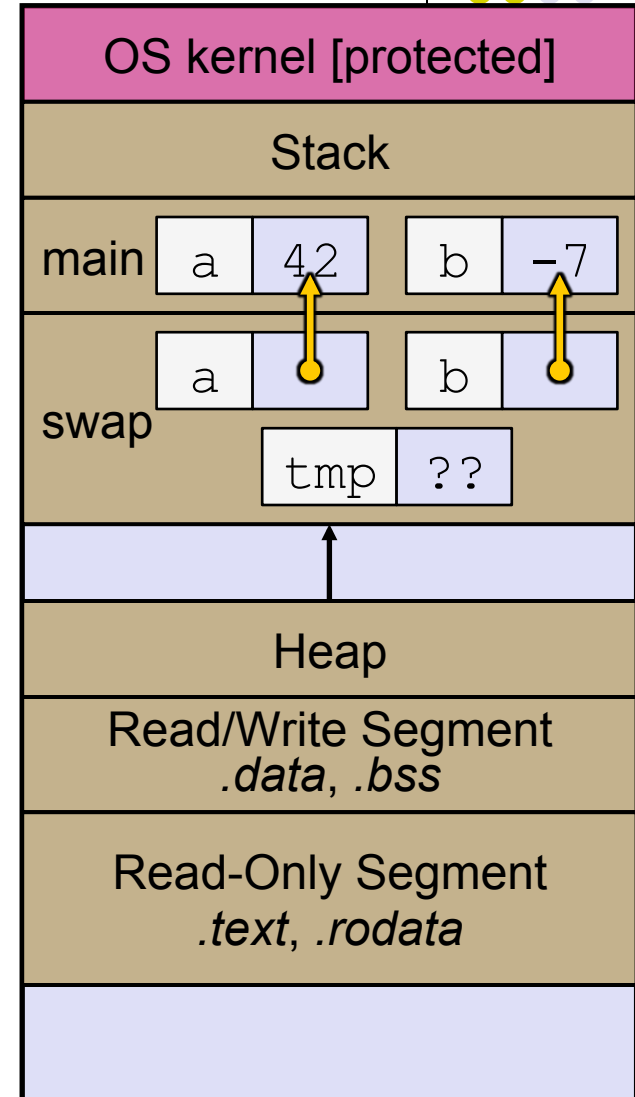 OS kernel [protected]
Stack
main a 42 b -7
swap
a b
tmp ??
Heap
Read/Write Segment
.data, .bss
Read-Only Segment
.text, .rodata